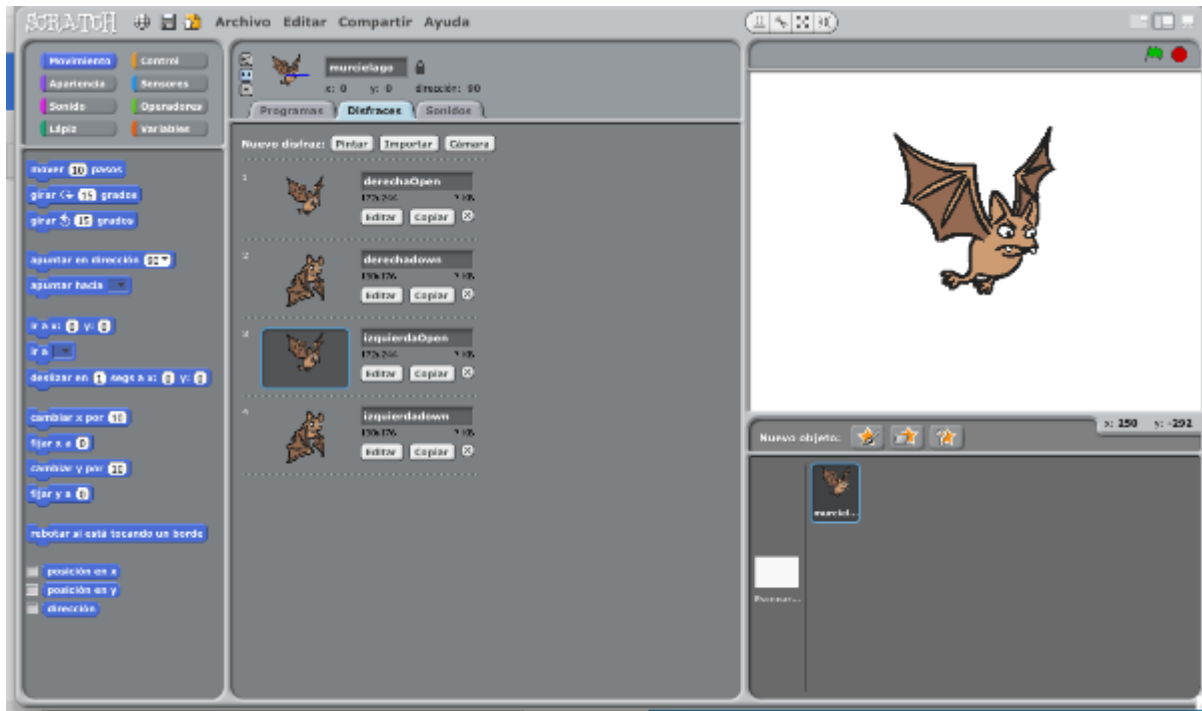 SCRATCH Archivo Editar Compartir Ayuda
Movimiento Control
Apariencia Sensores
Sonido Operadores
Lápiz Variables
mover 10 pasos
girar 15 grados
girar 15 grados
apuntar en dirección 90
apuntar hacia
ir a x: 0 y: 0
ir a
deslizar en 1 segs a x: 0 y: 0
cambiar x por 10
fijar x a 0
cambiar y por 10
fijar y a 0
rebotar si está tocando un borde
posición en x
posición en y
dirección
murcielago
x: 0 y: 0 dirección: 90
Programas Disfraces Sonidos
Nuevo disfraz: Pintar Importar Cámara
1 derechaOpen
Editar Copiar
2 derechadown
Editar Copiar
3 izquierdaOpen
Editar Copiar
4 izquierdadown
Editar Copiar
x: 250 y: -292
Nuevo objeto:
murciel...